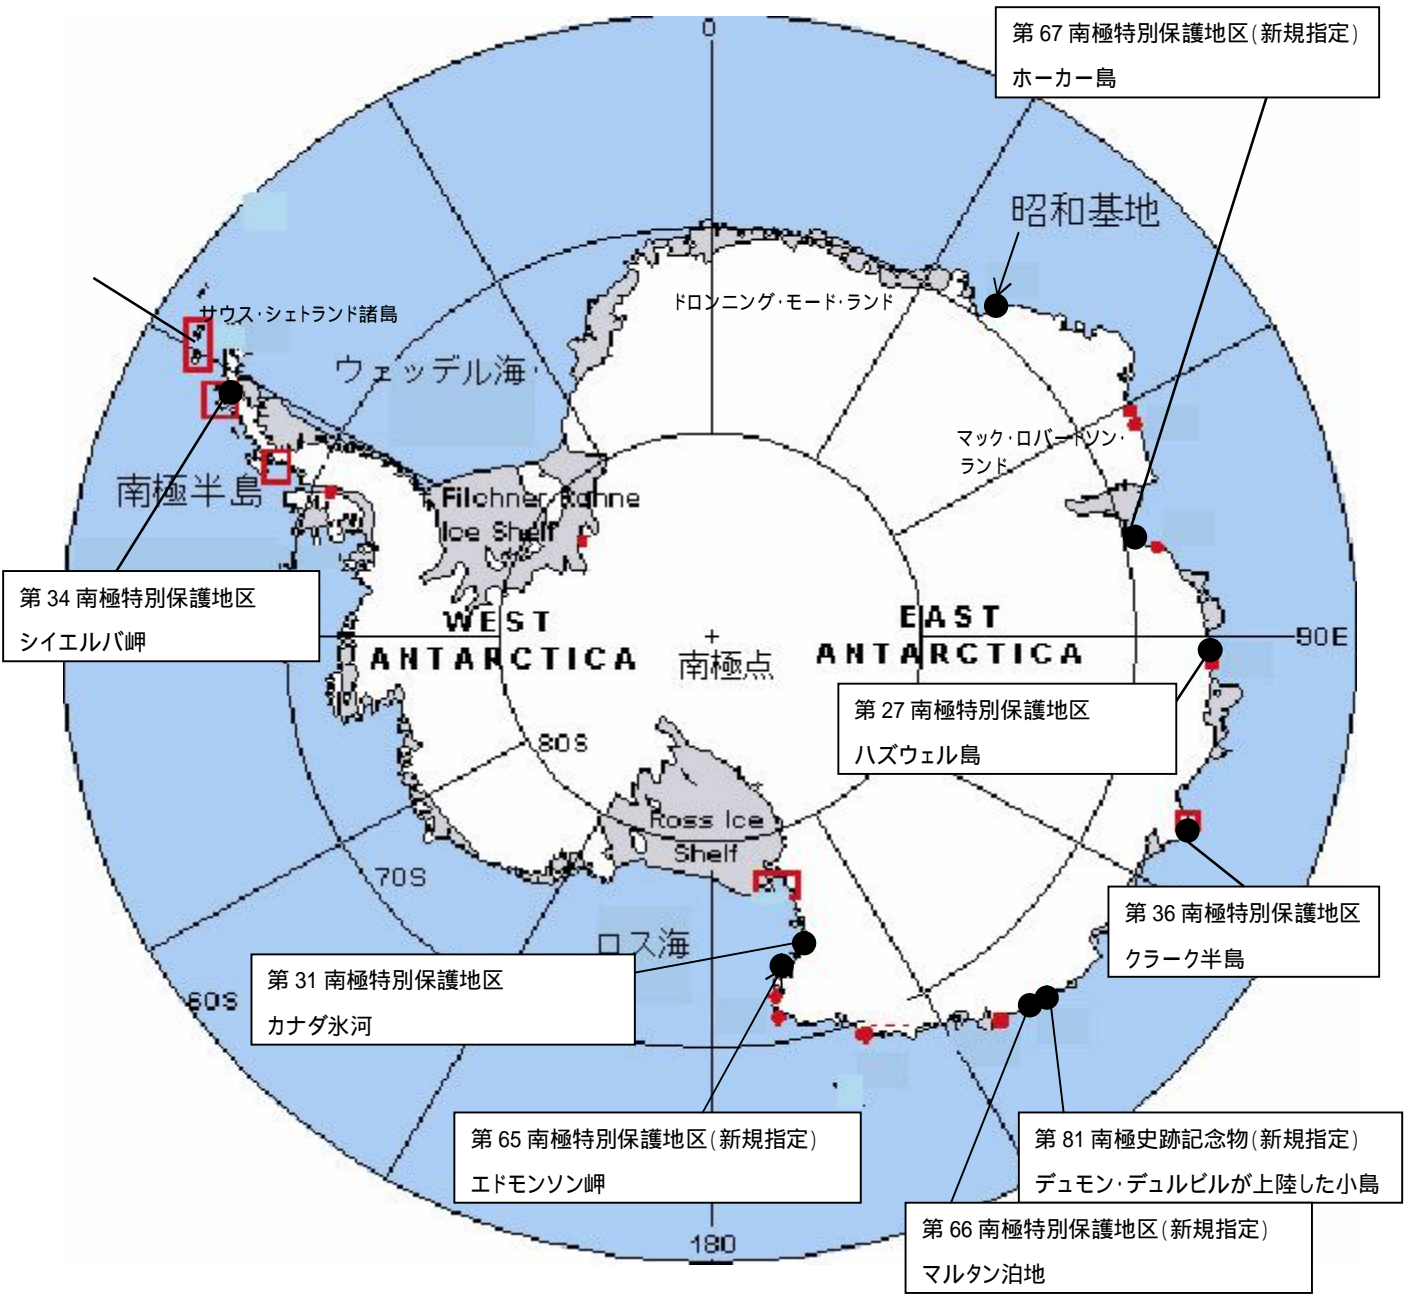 0
第 67 南極特別保護地区(新規指定)
ホーカー島
昭和基地
ドロンニング・モード・ランド
サウス・シェトランド諸島
ウェッデル海
マック・ロバートソン・
ランド
南極半島
Filchner Rohne
Ice Shelf
第 34 南極特別保護地区
シイエルバ岬
WEST
ANTARCTICA
南極点
EAST
ANTARCTICA
90E
第 27 南極特別保護地区
ハズウェル島
80S
Ross Ice
Shelf
70S
第 36 南極特別保護地区
クラーク半島
ロス海
第 31 南極特別保護地区
カナダ氷河
60S
第 65 南極特別保護地区(新規指定)
エドモンソン岬
第 81 南極史跡記念物(新規指定)
デュモン・デュルビルが上陸した小島
第 66 南極特別保護地区(新規指定)
マルタン泊地
180